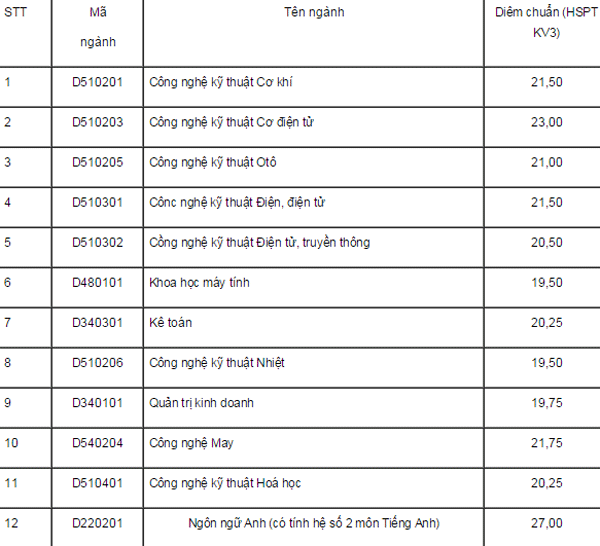 STT Mã ngành Tên ngành Diêm chuẩn (HSPT KV3)
1 D510201 Công nghệ kỹ thuật Cơ khí 21,50
2 D510203 Công nghệ kỹ thuật Cơ điện tử 23,00
3 D510205 Công nghệ kỹ thuật Otô 21,00
4 D510301 Cônc nghệ kỹ thuật Điện, điện tử 21,50
5 D510302 Cồng nghệ kỹ thuật Điện tử, truyền thông 20,50
6 D480101 Khoa học máy tính 19,50
7 D340301 Kê toán 20,25
8 D510206 Công nghệ kỹ thuật Nhiệt 19,50
9 D340101 Quản trị kinh doanh 19,75
10 D540204 Công nghệ May 21,75
11 D510401 Công nghệ kỹ thuật Hoá học 20,25
12 D220201 Ngôn ngữ Anh (cò tính hệ số 2 môn Tiếng Anh) 27,00